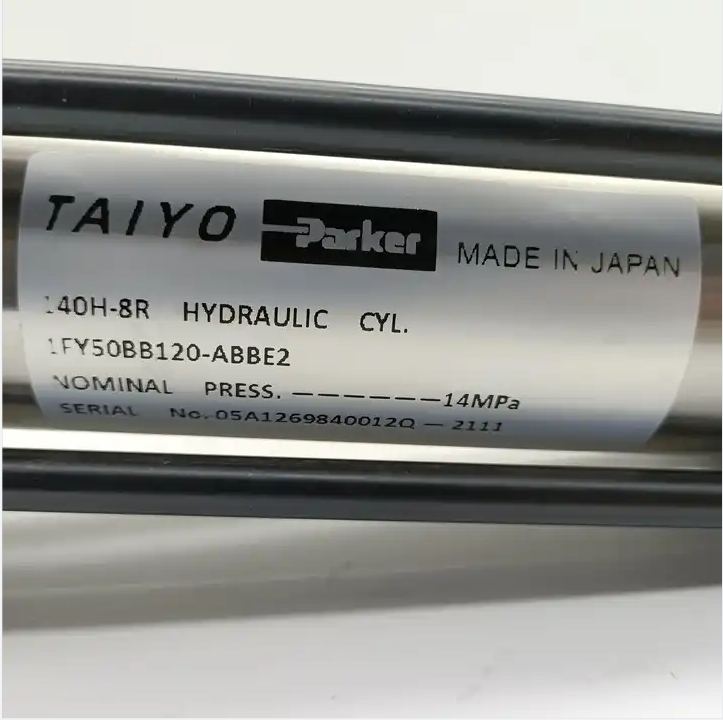 TAIYO Parker MADE IN JAPAN
140H-8R HYDRAULIC CYL.
1FY50BB120-ABBE2
NOMINAL PRESS. ——————14MPa
SERIAL No. 05A1269840012Q — 2111